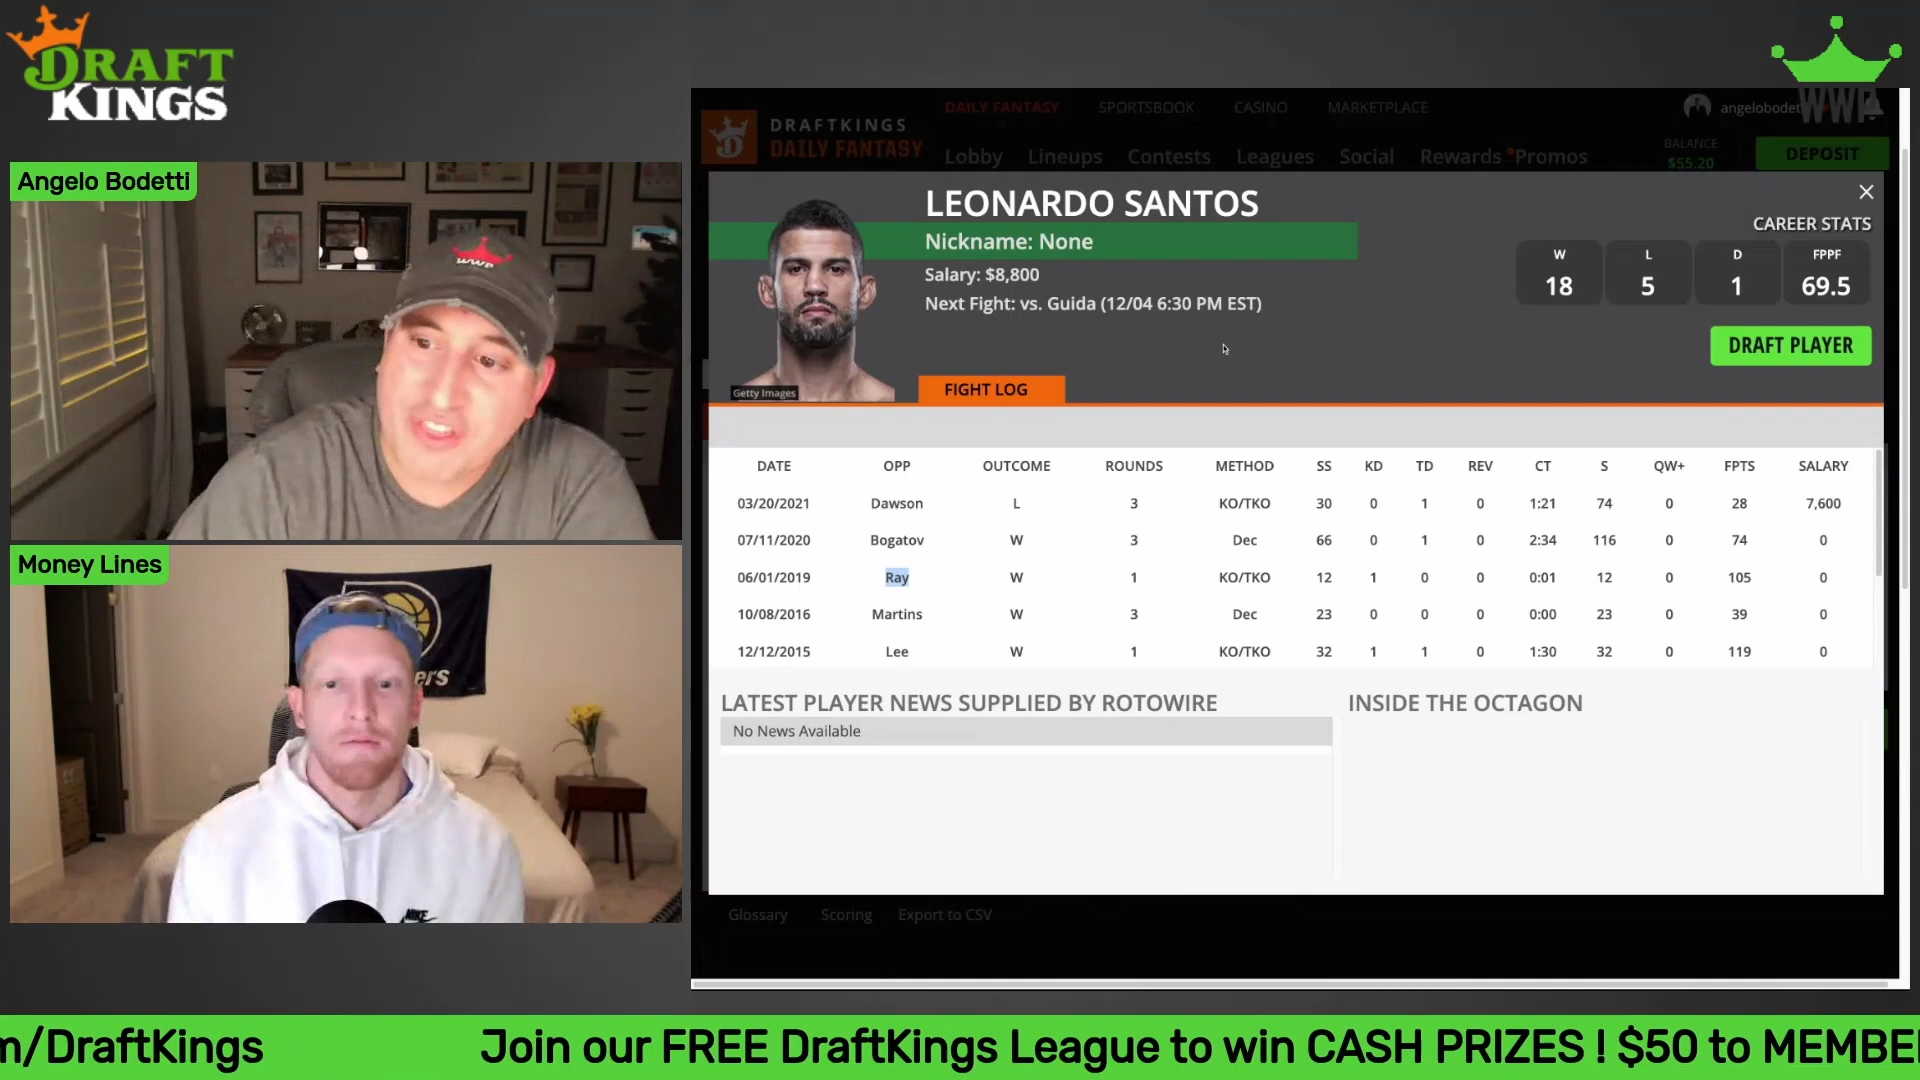 DRAFT
KINGS
WWP
DAILY FANTASY SPORTSBOOK CASINO MARKETPLACE
angelobodet
DRAFTKINGS
DAILY FANTASY
Lobby Lineups Contests Leagues Social Rewards Promos
BALANCE
$55.20
DEPOSIT
Angelo Bodetti
WWP
LEONARDO SANTOS
Nickname: None
Salary: $8,800
Next Fight: vs. Guida (12/04 6:30 PM EST)
CAREER STATS
W L D FPPF
18 5 1 69.5
DRAFT PLAYER
Getty Images
FIGHT LOG
DATE OPP OUTCOME ROUNDS METHOD SS KD TD REV CT S QW+ FPTS SALARY
03/20/2021 Dawson L 3 KO/TKO 30 0 1 0 1:21 74 0 28 7,600
07/11/2020 Bogatov W 3 Dec 66 0 1 0 2:34 116 0 74 0
06/01/2019 Ray W 1 KO/TKO 12 1 0 0 0:01 12 0 105 0
10/08/2016 Martins W 3 Dec 23 0 0 0 0:00 23 0 39 0
12/12/2015 Lee W 1 KO/TKO 32 1 1 0 1:30 32 0 119 0
Money Lines
ers
NIKE
LATEST PLAYER NEWS SUPPLIED BY ROTOWIRE
No News Available
INSIDE THE OCTAGON
Glossary Scoring Export to CSV
m/DraftKings Join our FREE DraftKings League to win CASH PRIZES ! $50 to MEMBE